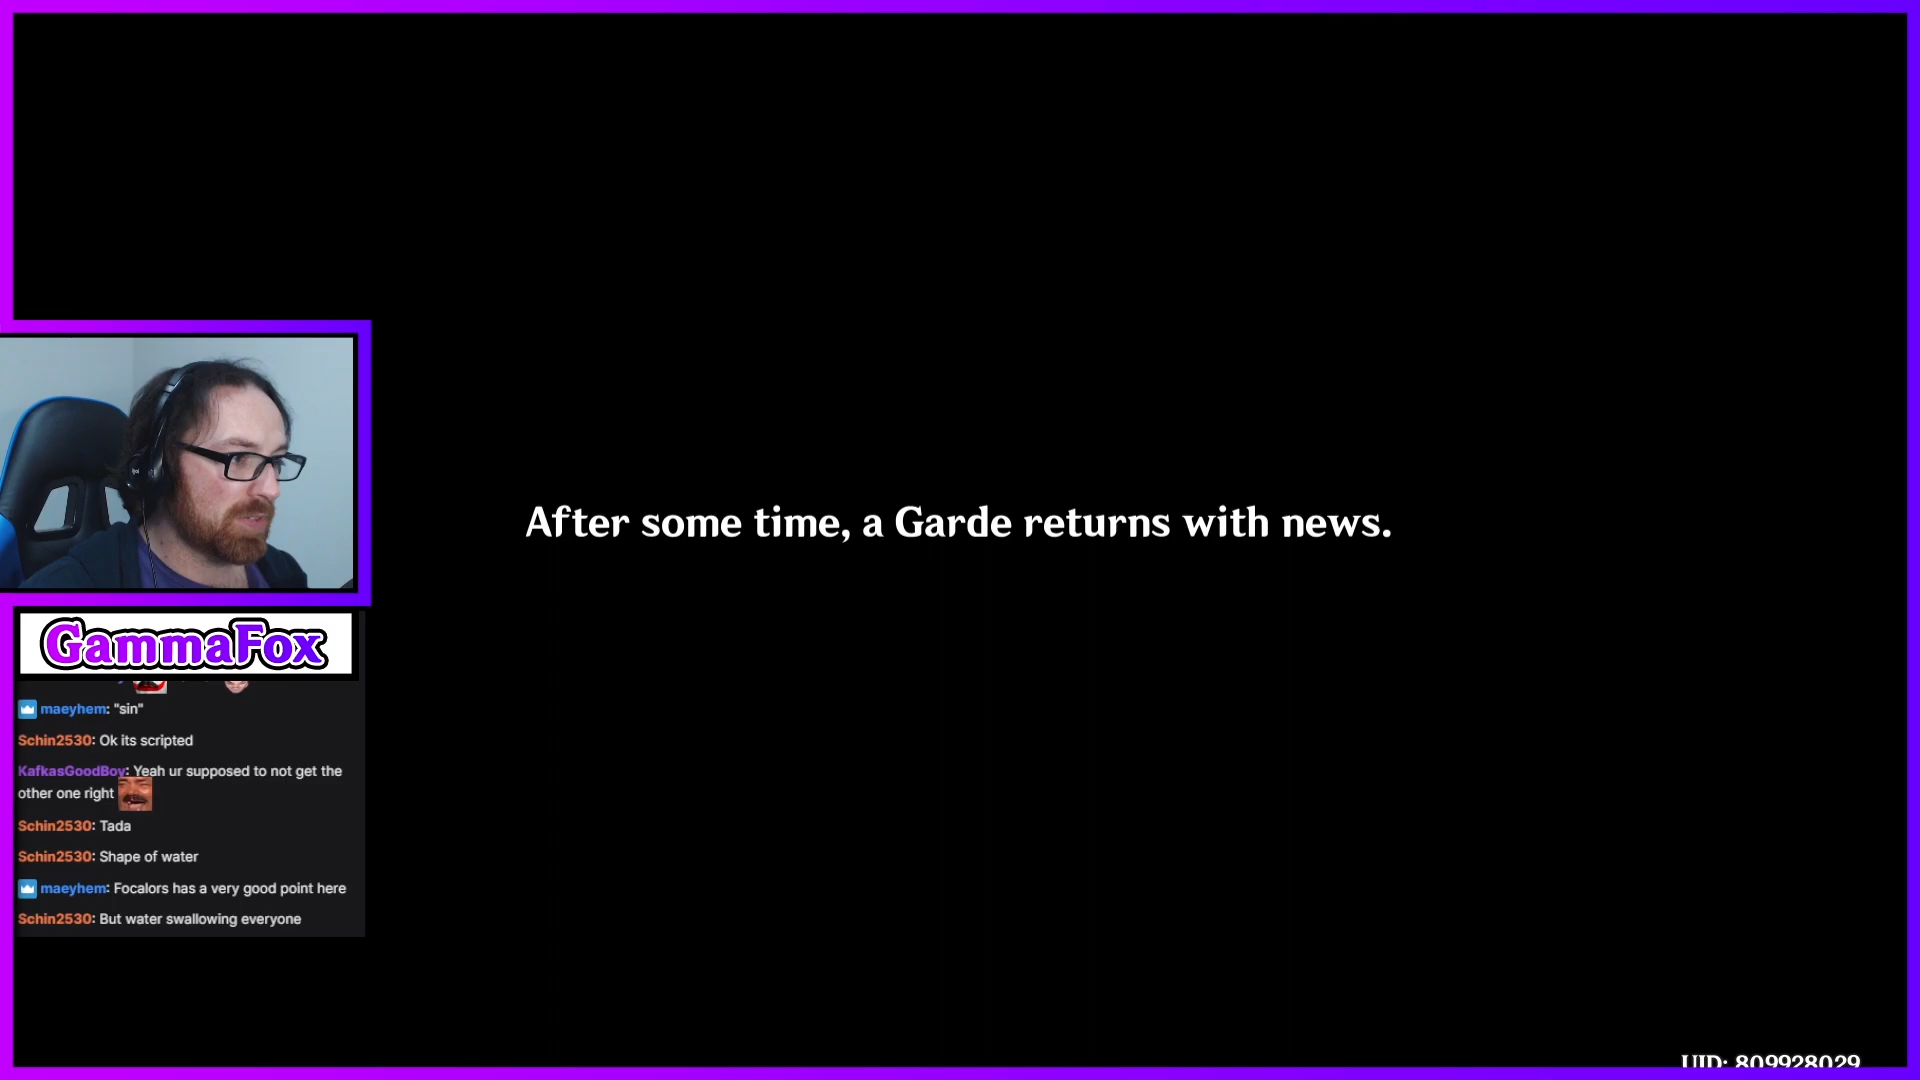 After some time, a Garde returns with news.
GammaFox
maeyhem: "sin"
Schin2530: Ok its scripted
KafkasGoodBoy: Yeah ur supposed to not get the
other one right
Schin2530: Tada
Schin2530: Shape of water
maeyhem: Focalors has a very good point here
Schin2530: But water swallowing everyone
UID: 809928029